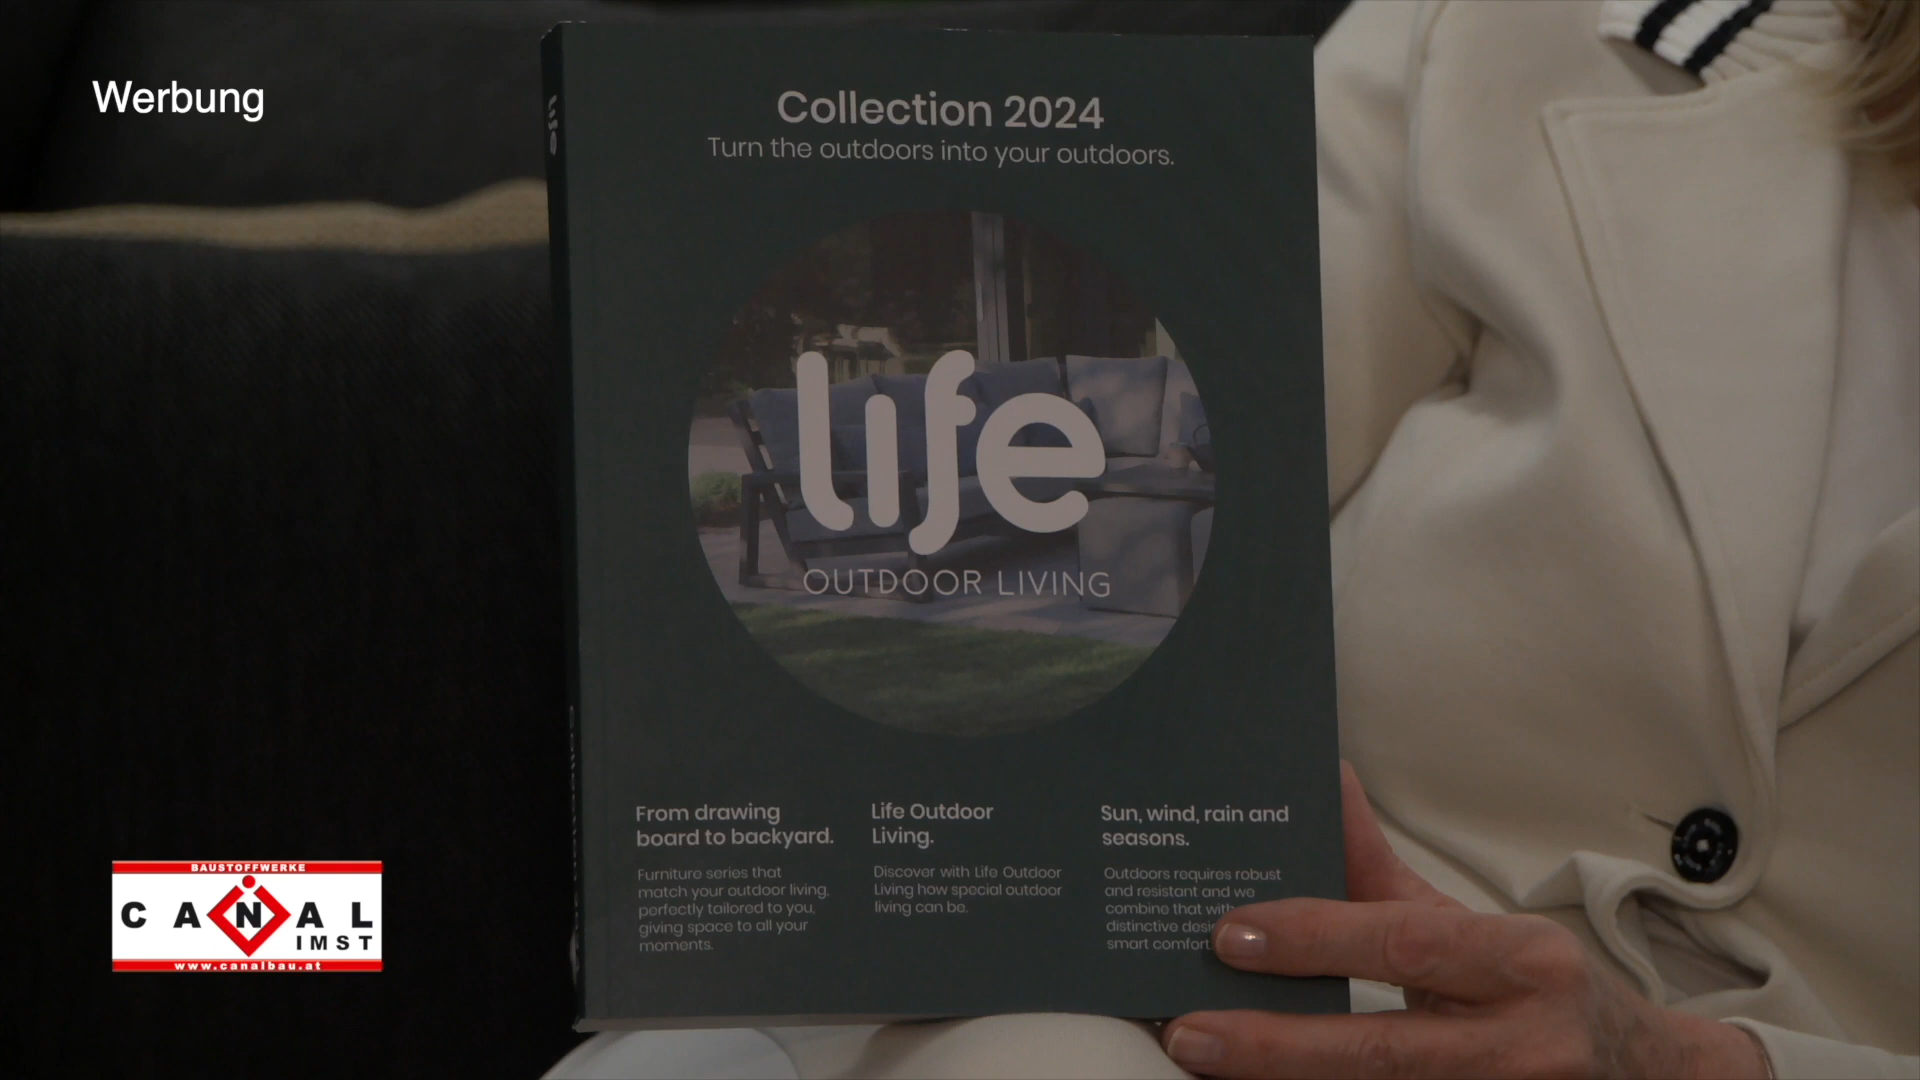 Werbung
life
Collection 2024
Turn the outdoors into your outdoors.
life
OUTDOOR LIVING
From drawing
board to backyard.
Furniture series that
match your outdoor living,
perfectly tailored to you,
giving space to all your
moments.
Life Outdoor
Living.
Discover with Life Outdoor
Living how special outdoor
living can be.
Sun, wind, rain and
seasons.
Outdoors requires robust
and resistant and we
combine that with
distinctive
smart comfort
BAUSTOFFWERKE
CANAL
IMST
www.canalbau.at